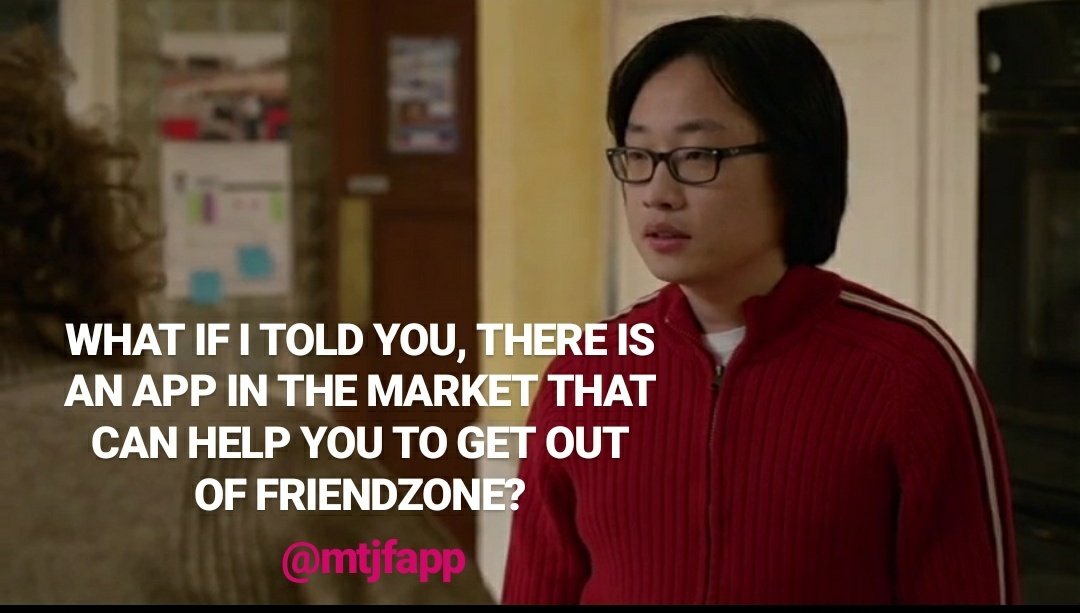 WHAT IF I TOLD YOU, THERE IS
AN APP IN THE MARKET THAT
CAN HELP YOU TO GET OUT
OF FRIENDZONE?
@mtjfapp